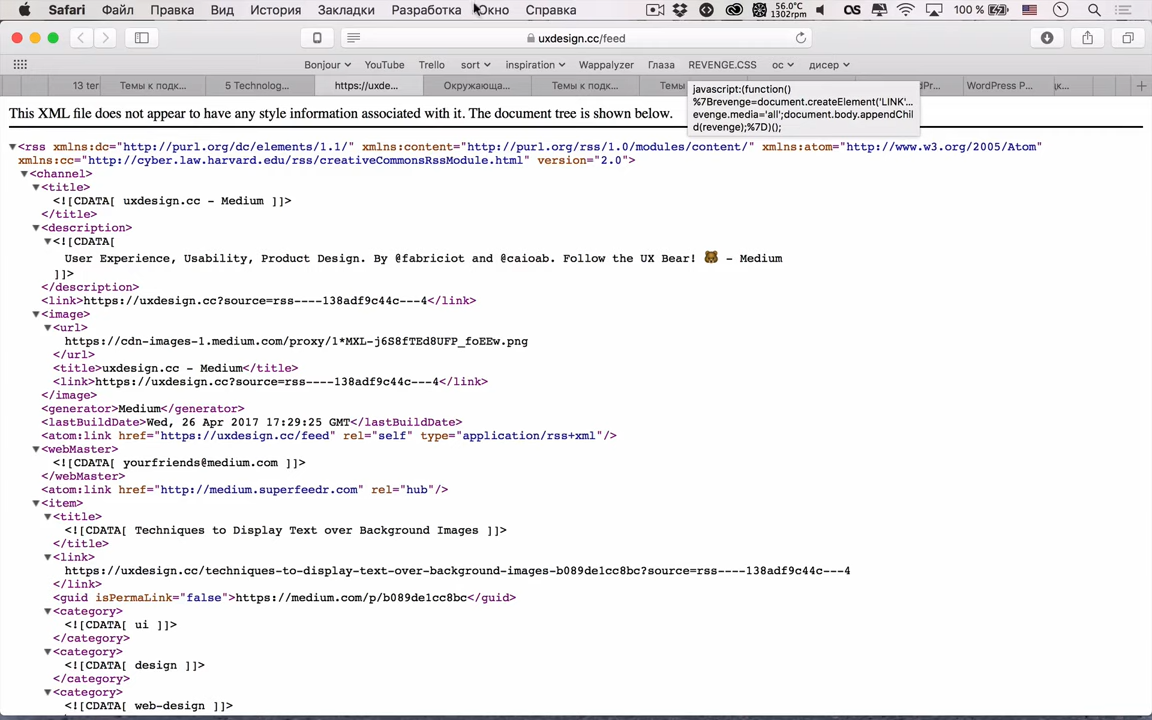 Safari Файл Правка Вид История Закладки Разработка Окно Справка 56.0°C 1302rpm 100 %
uxdesign.cc/feed
Bonjour YouTube Trello sort inspiration Wappalyzer Глаза REVENGE.CSS ос дисер
13 ter Темы к подк... 5 Technolog... https://uxde... Окружающа... Темы к подк... Темы Pr... WordPress P... дк...
javascript:(function()
%7Brevenge=document.createElement('LINK'...
evenge.media='all';document.body.appendChil
d(revenge);%7D)();
This XML file does not appear to have any style information associated with it. The document tree is shown below.
▼<rss xmlns:dc="http://purl.org/dc/elements/1.1/" xmlns:content="http://purl.org/rss/1.0/modules/content/" xmlns:atom="http://www.w3.org/2005/Atom"
xmlns:cc="http://cyber.law.harvard.edu/rss/creativeCommonsRssModule.html" version="2.0">
▼<channel>
▼<title>
<![CDATA[ uxdesign.cc - Medium ]]>
</title>
▼<description>
▼<![CDATA[
User Experience, Usability, Product Design. By @fabriciot and @caioab. Follow the UX Bear! 🐻 - Medium
]]>
</description>
<link>https://uxdesign.cc?source=rss----138adf9c44c---4</link>
▼<image>
▼<url>
https://cdn-images-1.medium.com/proxy/1*MXL-j6S8fTEd8UFP_foEEw.png
</url>
<title>uxdesign.cc - Medium</title>
<link>https://uxdesign.cc?source=rss----138adf9c44c---4</link>
</image>
<generator>Medium</generator>
<lastBuildDate>Wed, 26 Apr 2017 17:29:25 GMT</lastBuildDate>
<atom:link href="https://uxdesign.cc/feed" rel="self" type="application/rss+xml"/>
▼<webMaster>
<![CDATA[ yourfriends@medium.com ]]>
</webMaster>
<atom:link href="http://medium.superfeedr.com" rel="hub"/>
▼<item>
▼<title>
<![CDATA[ Techniques to Display Text over Background Images ]]>
</title>
▼<link>
https://uxdesign.cc/techniques-to-display-text-over-background-images-b089de1cc8bc?source=rss----138adf9c44c---4
</link>
<guid isPermaLink="false">https://medium.com/p/b089de1cc8bc</guid>
▼<category>
<![CDATA[ ui ]]>
</category>
▼<category>
<![CDATA[ design ]]>
</category>
▼<category>
<![CDATA[ web-design ]]>